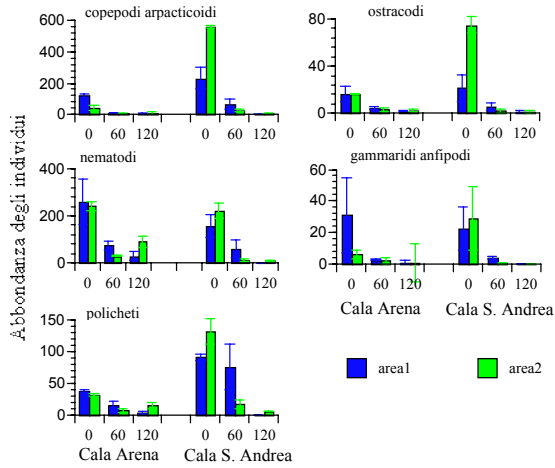 copepodi arpacticoidi
600
400
200
0
0 60 120 0 60 120
ostracodi
80
40
0
0 60 120 0 60 120
nematodi
400
200
0
0 60 120 0 60 120
gammaridi anfipodi
60
40
20
0
0 60 120 0 60 120
Cala Arena Cala S. Andrea
policheti
150
100
50
0
0 60 120 0 60 120
Cala Arena Cala S. Andrea
Abbondanza degli individui
area1 area2